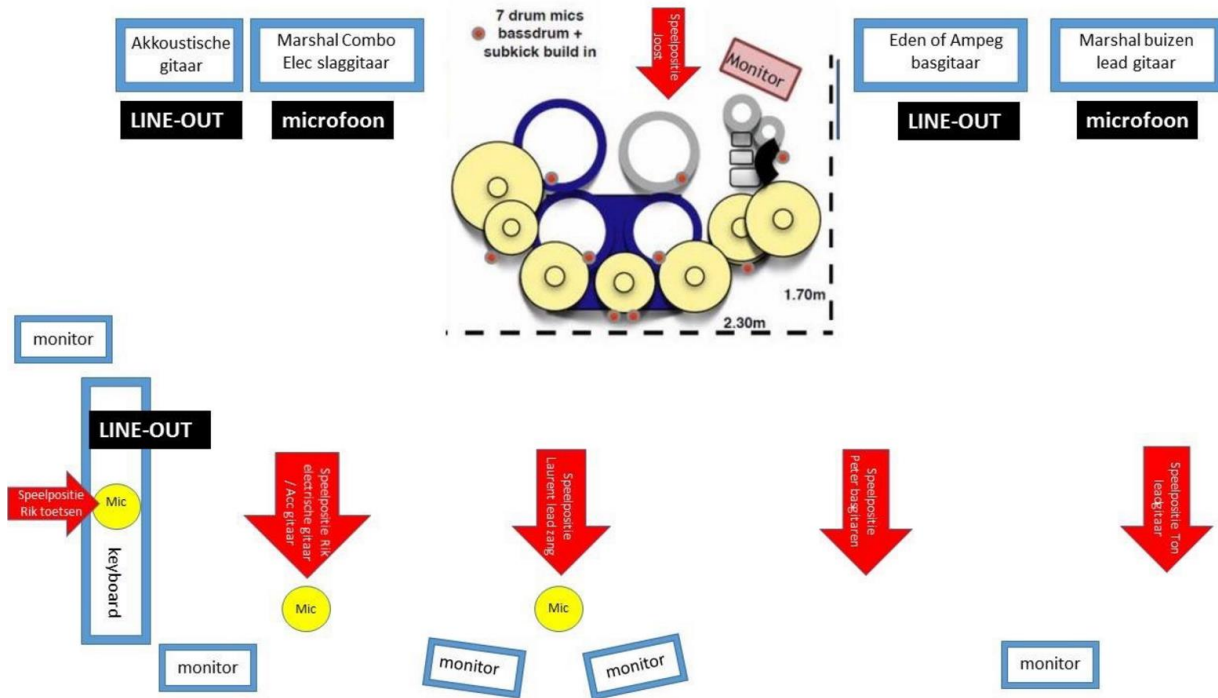 Akkoustische
gitaar
LINE-OUT
Marshal Combo
Elec slaggitaar
microfoon
7 drum mics
bassdrum +
subkick build in
Speelpositie
Joost
Monitor
1.70m
2.30m
Eden of Ampeg
basgitaar
LINE-OUT
Marshal buizen
lead gitaar
microfoon
monitor
LINE-OUT
Speelpositie
Rik toetsen
Mic
keyboard
Speelpositie Rik
electrische gitaar
/ Acc gitaar
Mic
Speelpositie
Laurent lead zang
Mic
Speelpositie
Peter basgitaren
Speelpositie Ton
leadgitaar
monitor
monitor
monitor
monitor